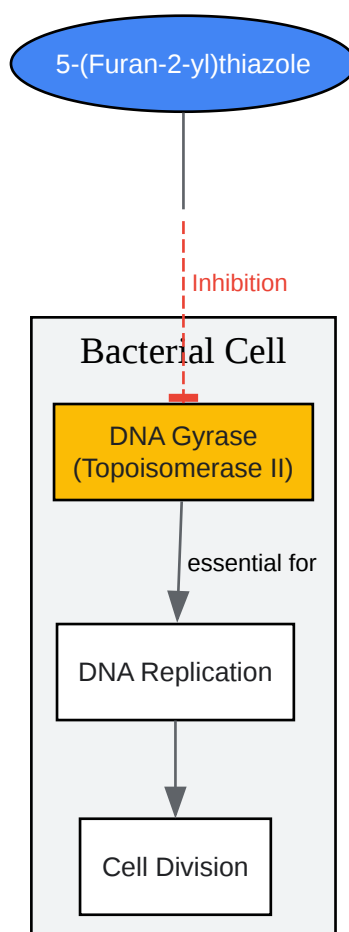 5-(Furan-2-yl)thiazole
Inhibition
Bacterial Cell
DNA Gyrase
(Topoisomerase II)
essential for
DNA Replication
Cell Division